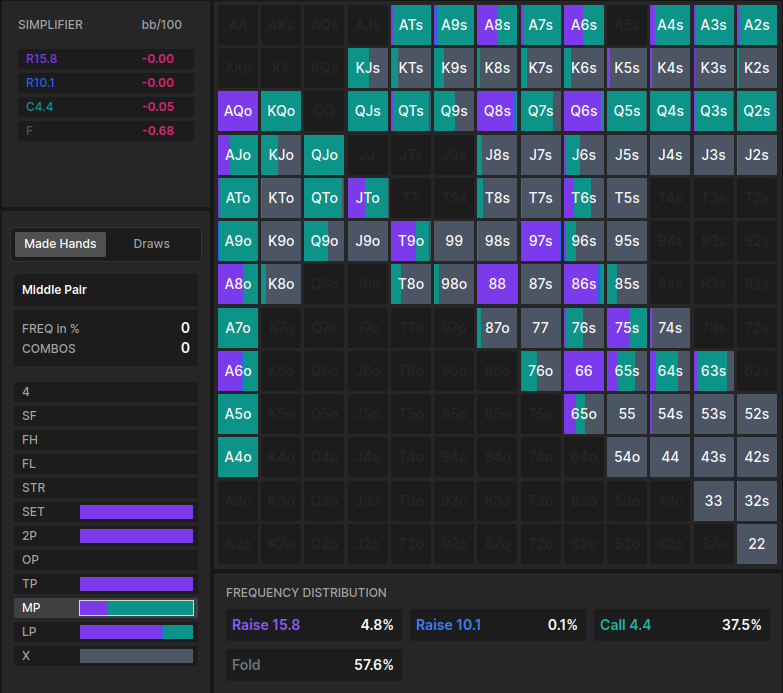 SIMPLIFIER bb/100
R15.8 -0.00
R10.1 -0.00
C4.4 -0.05
F -0.68
Made Hands Draws
Middle Pair
FREQ in % 0
COMBOS 0
4
SF
FH
FL
STR
SET
2P
OP
TP
MP
LP
X
AA AKs AQs AJs ATs A9s A8s A7s A6s A5s A4s A3s A2s
AKo KK KQs KJs KTs K9s K8s K7s K6s K5s K4s K3s K2s
AQo KQo QQ QJs QTs Q9s Q8s Q7s Q6s Q5s Q4s Q3s Q2s
AJo KJo QJo JJ JTs J9s J8s J7s J6s J5s J4s J3s J2s
ATo KTo QTo JTo TT T9s T8s T7s T6s T5s T4s T3s T2s
A9o K9o Q9o J9o T9o 99 98s 97s 96s 95s 94s 93s 92s
A8o K8o Q8o J8o T8o 98o 88 87s 86s 85s 84s 83s 82s
A7o K7o Q7o J7o T7o 97o 87o 77 76s 75s 74s 73s 72s
A6o K6o Q6o J6o T6o 96o 86o 76o 66 65s 64s 63s 62s
A5o K5o Q5o J5o T5o 95o 85o 75o 65o 55 54s 53s 52s
A4o K4o Q4o J4o T4o 94o 84o 74o 64o 54o 44 43s 42s
A3o K3o Q3o J3o T3o 93o 83o 73o 63o 53o 43o 33 32s
A2o K2o Q2o J2o T2o 92o 82o 72o 62o 52o 42o 32o 22
FREQUENCY DISTRIBUTION
Raise 15.8 4.8% Raise 10.1 0.1% Call 4.4 37.5%
Fold 57.6%